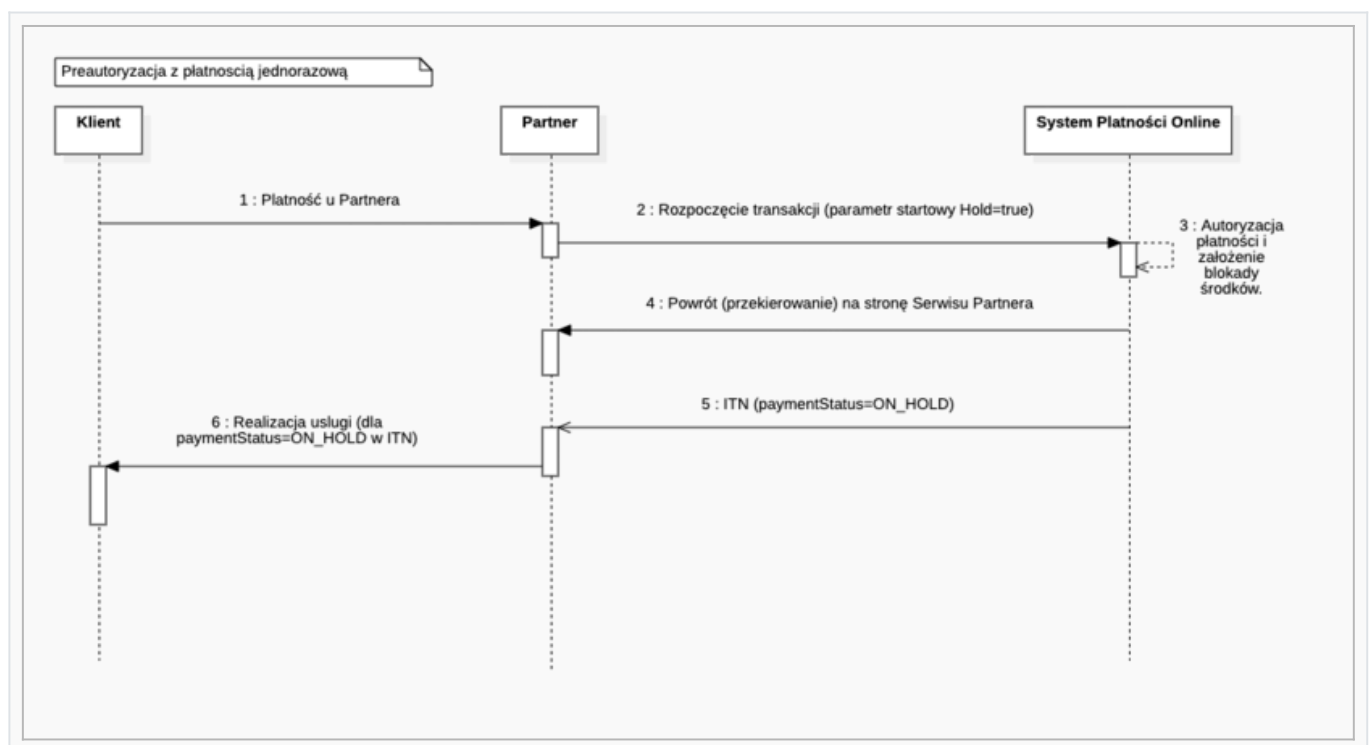 Preautoryzacja z płatnoscią jednorazową
Klient
Partner
System Płatności Online
1 : Płatność u Partnera
2 : Rozpoczęcie transakcji (parametr startowy Hold=true)
3 : Autoryzacja
płatności i
założenie
blokady
środków.
4 : Powrót (przekierowanie) na stronę Serwisu Partnera
5 : ITN (paymentStatus=ON_HOLD)
6 : Realizacja uslugi (dla
paymentStatus=ON_HOLD w ITN)